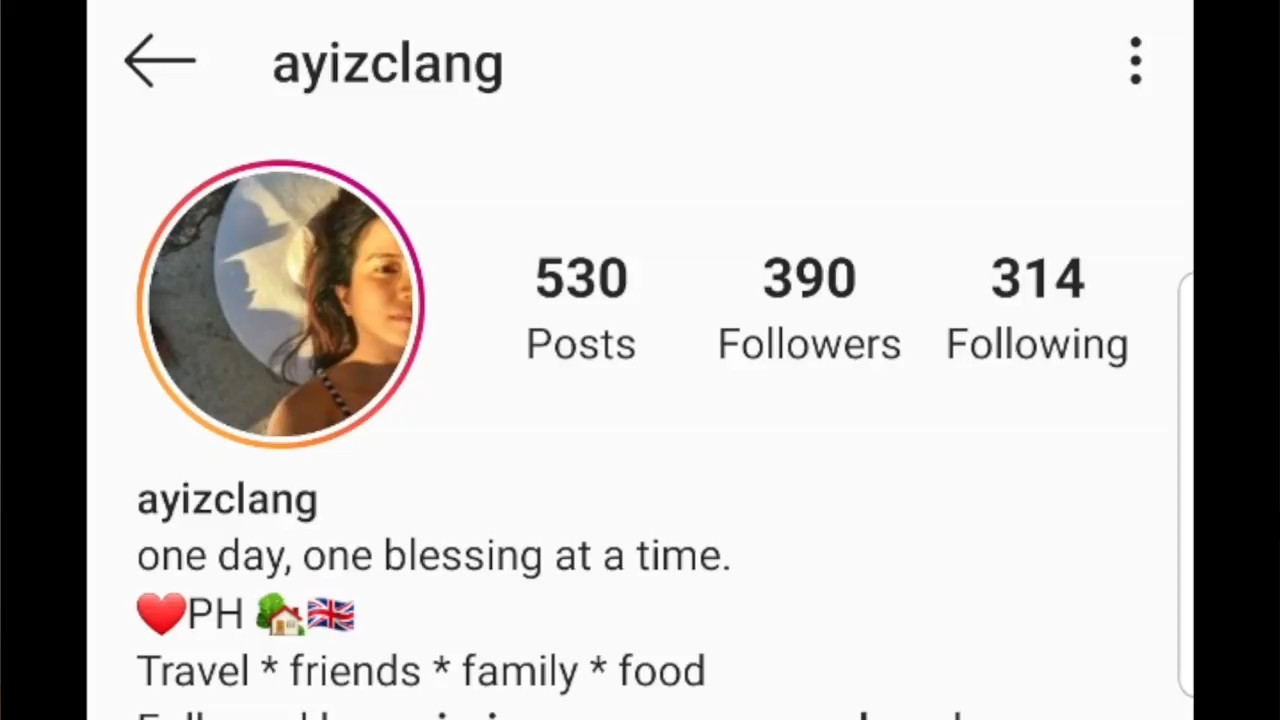 ayizclang
530 390 314
Posts Followers Following
ayizclang
one day, one blessing at a time.
❤️PH 🏡🇬🇧
Travel * friends * family * food